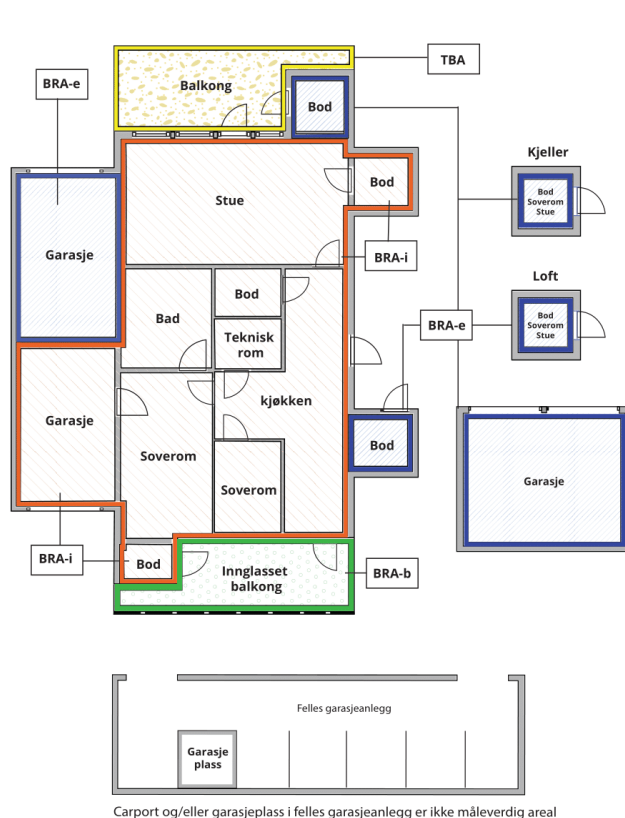 TBA
BRA-e
Balkong
Bod
Kjeller
Stue
Bod
Bod
Soverom
Stue
Garasje
BRA-i
Loft
Bod
Bad
Teknisk
rom
BRA-e
Bod
Soverom
Stue
kjøkken
Garasje
Bod
Soverom
Garasje
Soverom
BRA-i
Bod
Innglasset
balkong
BRA-b
Felles garasjeanlegg
Garasje
plass
Carport og/eller garasjeplass i felles garasjeanlegg er ikke måleverdig areal